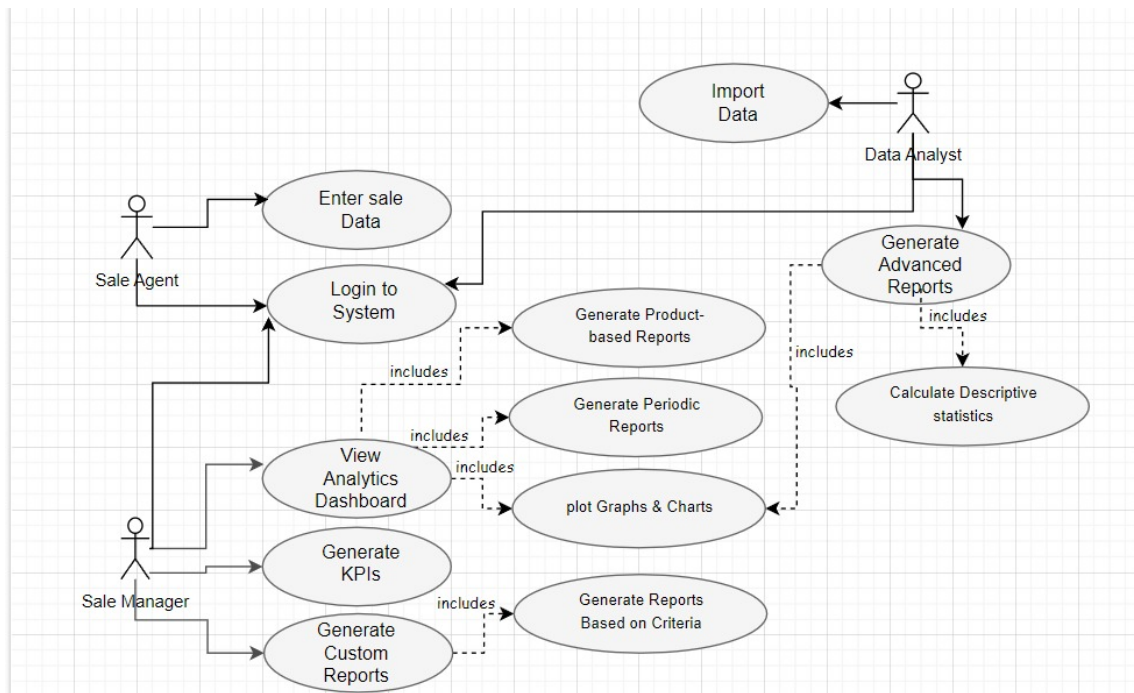 Import
Data
Data Analyst
Enter sale
Data
Sale Agent
Generate
Advanced
Reports
Login to
System
includes
Generate Product-
based Reports
includes
includes
Calculate Descriptive
statistics
Generate Periodic
Reports
includes
View
Analytics
Dashboard
includes
plot Graphs & Charts
Generate
KPIs
Sale Manager
includes
Generate Reports
Based on Criteria
Generate
Custom
Reports